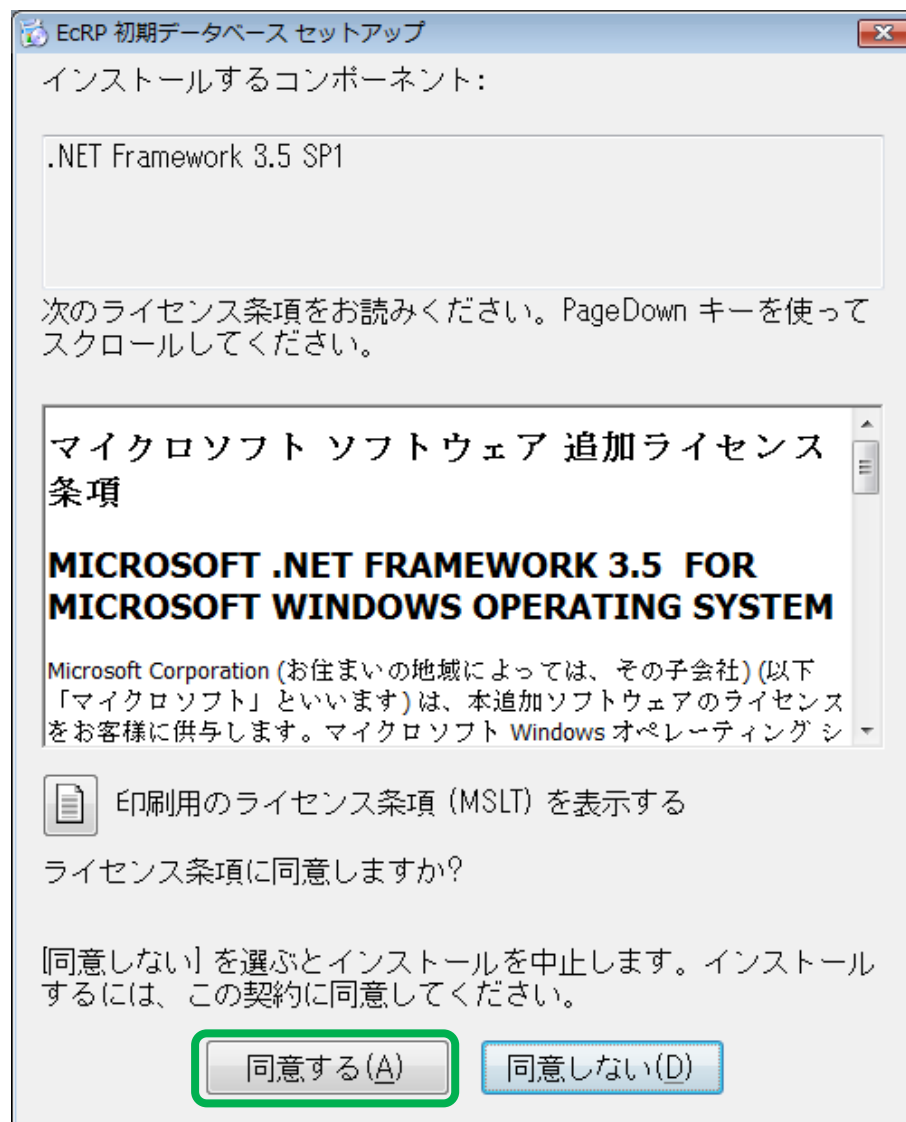 EcRP 初期データベース セットアップ
インストールするコンポーネント:
.NET Framework 3.5 SP1
次のライセンス条項をお読みください。PageDown キーを使って
スクロールしてください。
マイクロソフト ソフトウェア 追加ライセンス
条項
MICROSOFT .NET FRAMEWORK 3.5 FOR
MICROSOFT WINDOWS OPERATING SYSTEM
Microsoft Corporation (お住まいの地域によっては、その子会社) (以下
「マイクロソフト」といいます) は、本追加ソフトウェアのライセンス
をお客様に供与します。マイクロソフト Windows オペレーティング シ
印刷用のライセンス条項 (MSLT) を表示する
ライセンス条項に同意しますか?
[同意しない] を選ぶとインストールを中止します。インストール
するには、この契約に同意してください。
同意する(A) 同意しない(D)